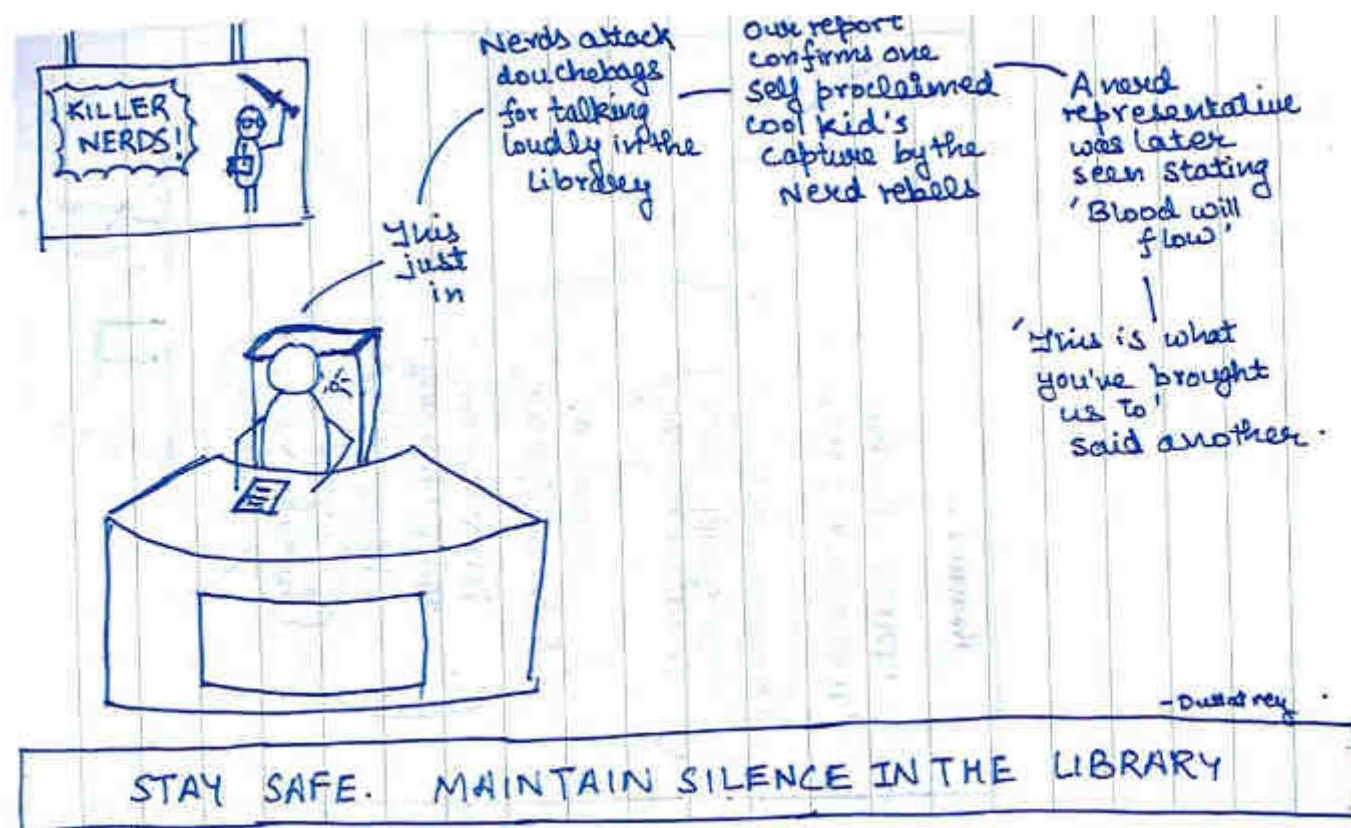 KILLER
NERDS!
This
just
in
Nerds attack
douchebags
for talking
loudly in the
Library
our report
confirms one
self proclaimed
cool kid's
capture by the
Nerd rebels
A nerd
representative
was later
seen stating
'Blood will
flow'
'This is what
you've brought
us to'
said another.
STAY SAFE. MAINTAIN SILENCE IN THE LIBRARY